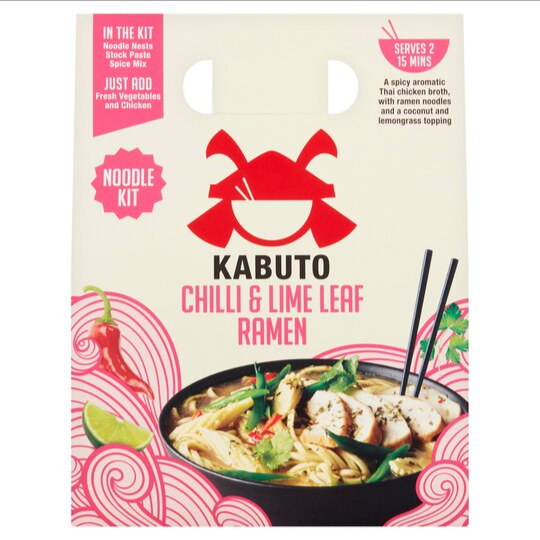 IN THE KIT
Noodle Nests
Stock Paste
Spice Mix
JUST ADD
Fresh Vegetables
and Chicken
SERVES 2
15 MINS
A spicy aromatic
Thai chicken broth,
with ramen noodles
and a coconut and
lemongrass topping
NOODLE
KIT
KABUTO
CHILLI & LIME LEAF
RAMEN